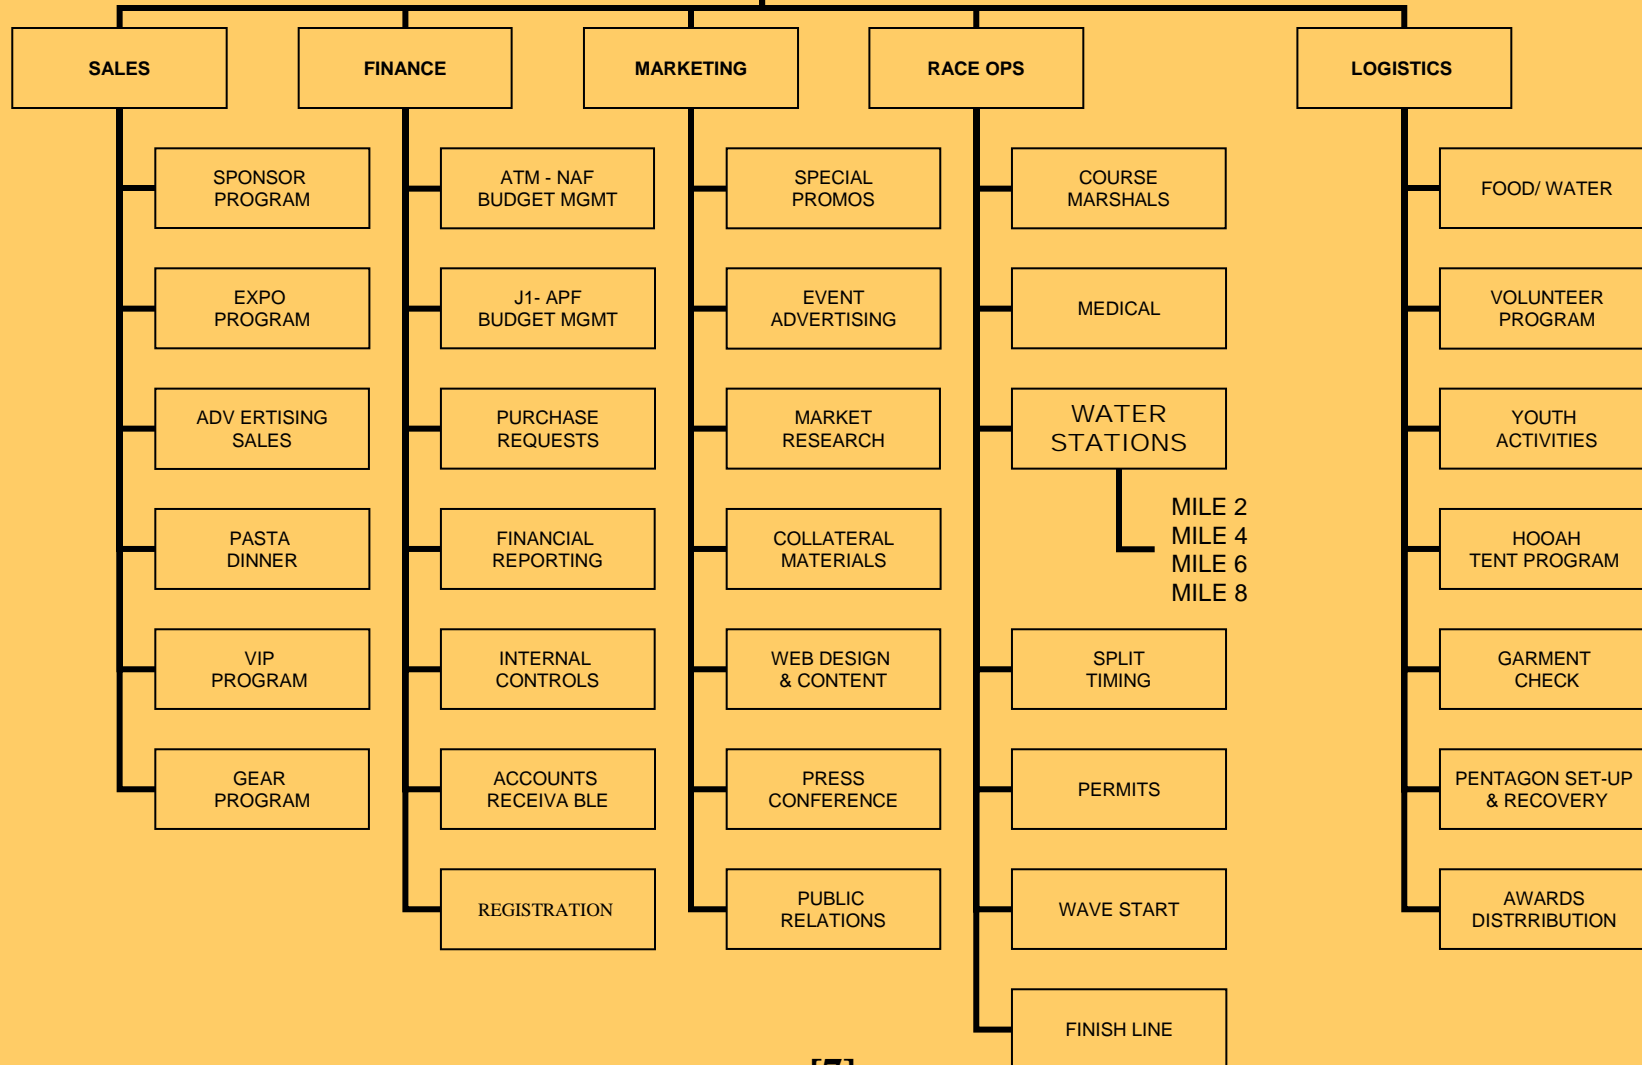 SALES
FINANCE
MARKETING
RACE OPS
LOGISTICS
SPONSOR
PROGRAM
EXPO
PROGRAM
ADV ERTISING
SALES
PASTA
DINNER
VIP
PROGRAM
GEAR
PROGRAM
ATM - NAF
BUDGET MGMT
J1- APF
BUDGET MGMT
PURCHASE
REQUESTS
FINANCIAL
REPORTING
INTERNAL
CONTROLS
ACCOUNTS
RECEIVA BLE
REGISTRATION
SPECIAL
PROMOS
EVENT
ADVERTISING
MARKET
RESEARCH
COLLATERAL
MATERIALS
WEB DESIGN
& CONTENT
PRESS
CONFERENCE
PUBLIC
RELATIONS
COURSE
MARSHALS
MEDICAL
WATER
STATIONS
MILE 2
MILE 4
MILE 6
MILE 8
SPLIT
TIMING
PERMITS
WAVE START
FINISH LINE
FOOD/ WATER
VOLUNTEER
PROGRAM
YOUTH
ACTIVITIES
HOOAH
TENT PROGRAM
GARMENT
CHECK
PENTAGON SET-UP
& RECOVERY
AWARDS
DISTRRIBUTION